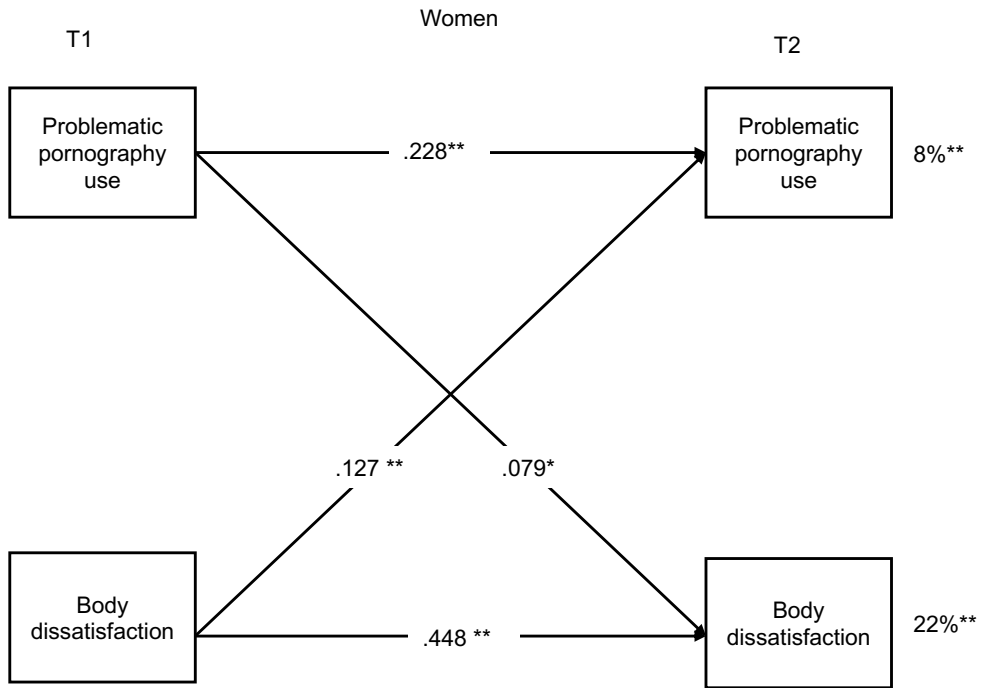 Women
T1
T2
Problematic
pornography
use
.228**
Problematic
pornography
use
8%**
.127 **
.079*
Body
dissatisfaction
.448 **
Body
dissatisfaction
22%**